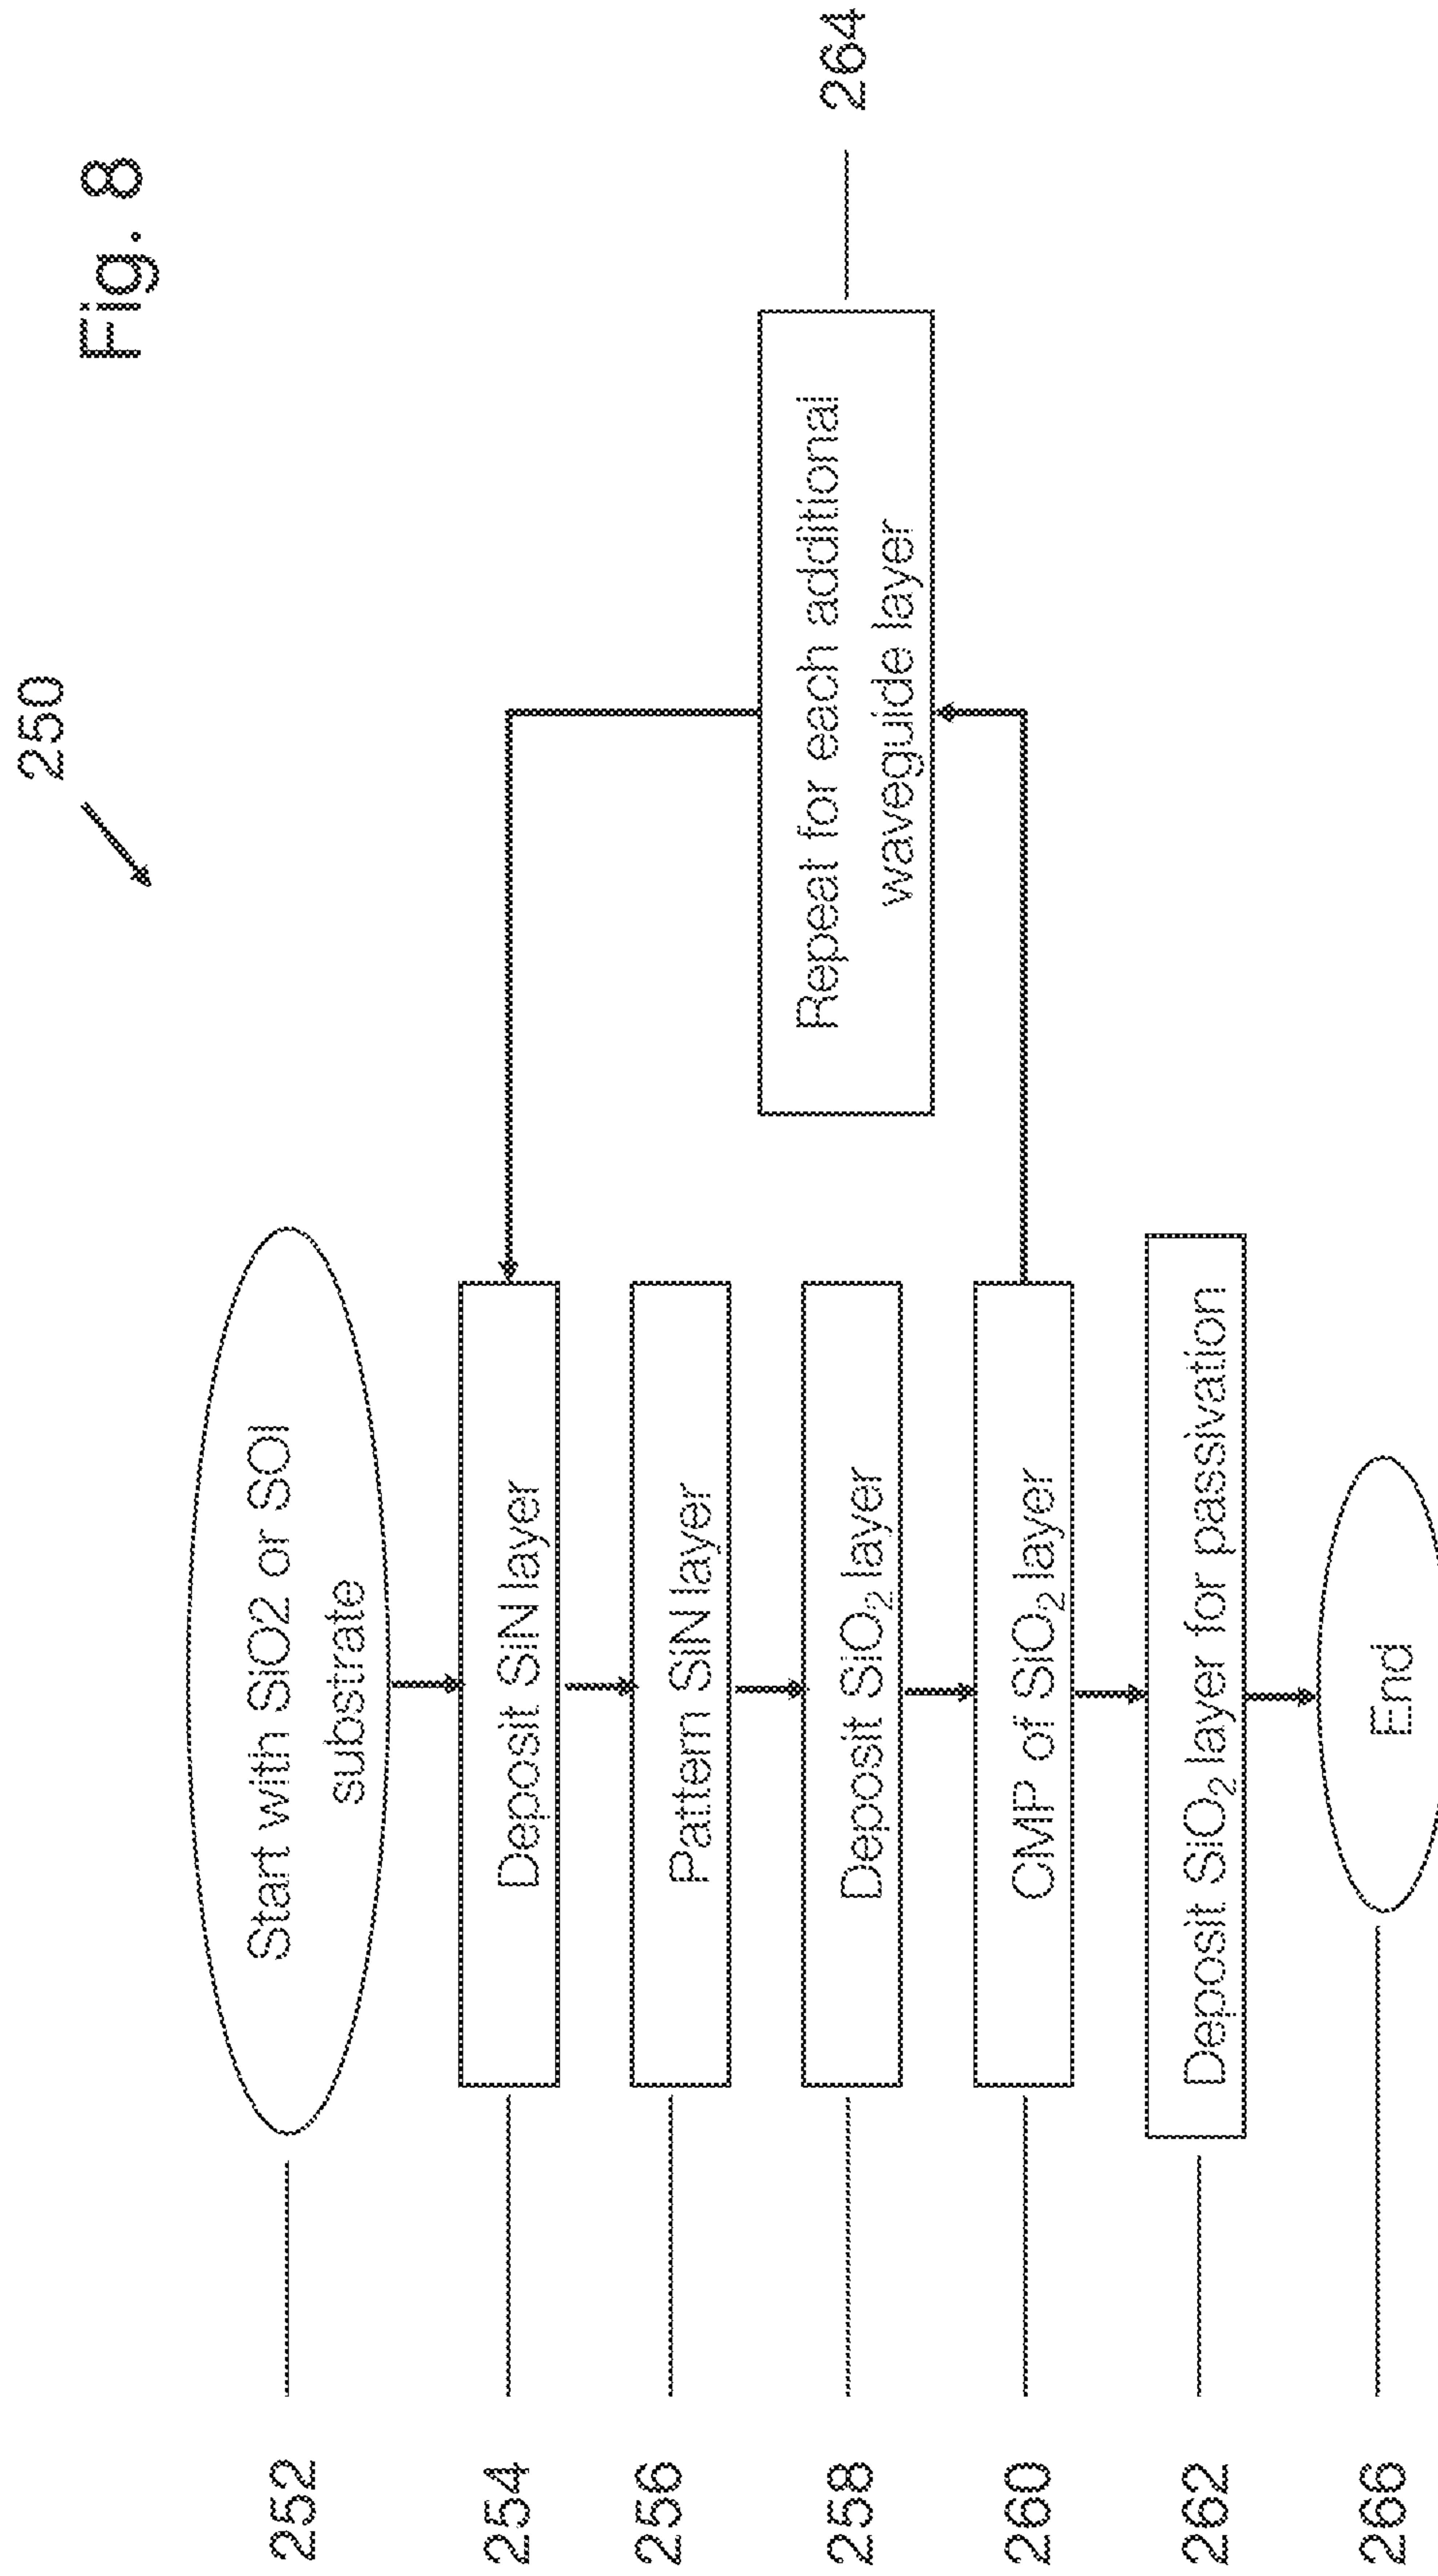 Fig. 8
250
252
Start with SiO2 or SOI
substrate
254
Deposit SiN layer
256
Pattern SiN layer
258
Deposit SiO₂ layer
260
CMP of SiO₂ layer
262
Deposit SiO₂ layer for passivation
266
End
Repeat for each additional
waveguide layer
264